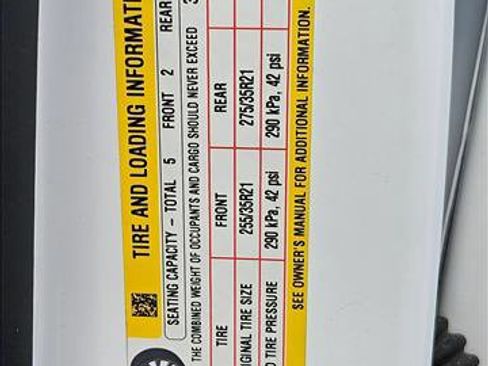 TIRE AND LOADING INFORMATI
SEATING CAPACITY - TOTAL 5 FRONT 2 REAR
THE COMBINED WEIGHT OF OCCUPANTS AND CARGO SHOULD NEVER EXCEED
TIRE FRONT REAR
IGINAL TIRE SIZE 255/35R21 275/35R21
D TIRE PRESSURE 290 kPa, 42 psi 290 kPa, 42 psi
SEE OWNER'S MANUAL FOR ADDITIONAL INFORMATION.